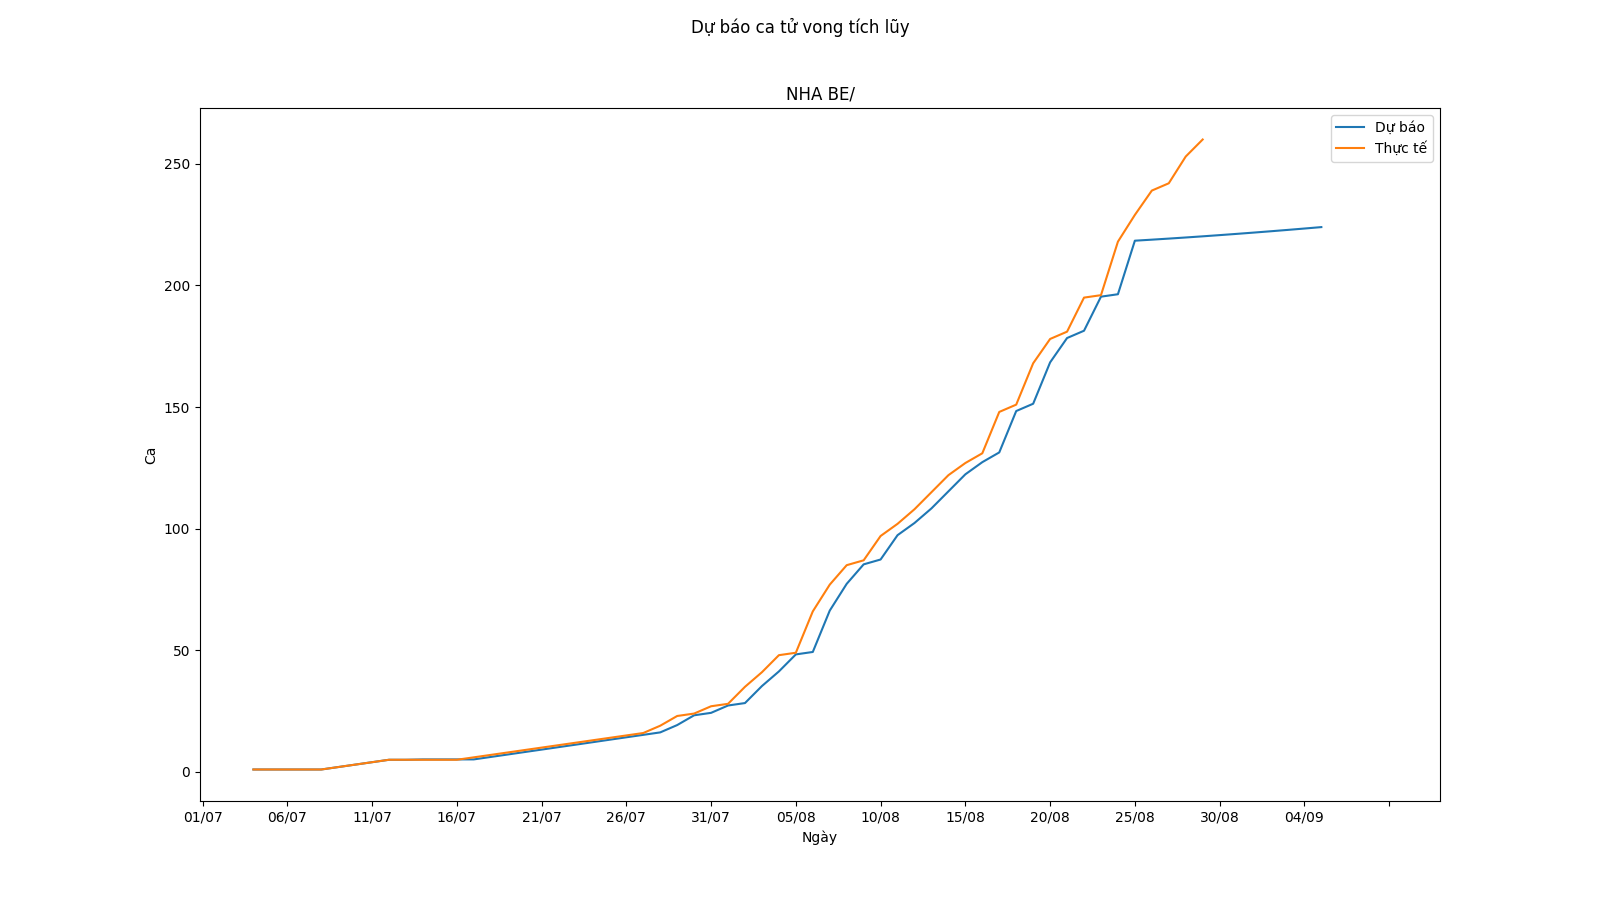 Dự báo ca tử vong tích lũy
NHA BE/
Dự báo
Thực tế
250
200
150
100
50
0
Ca
01/07 06/07 11/07 16/07 21/07 26/07 31/07 05/08 10/08 15/08 20/08 25/08 30/08 04/09
Ngày